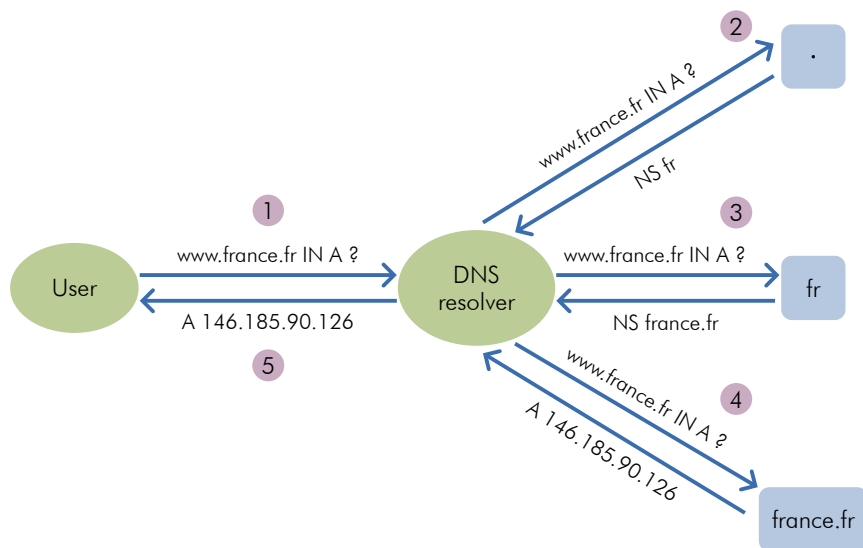 2
.
www.france.fr IN A ?
NS fr
1
www.france.fr IN A ?
User
A 146.185.90.126
5
DNS
resolver
3
www.france.fr IN A ?
fr
NS france.fr
www.france.fr IN A ?
4
A 146.185.90.126
france.fr